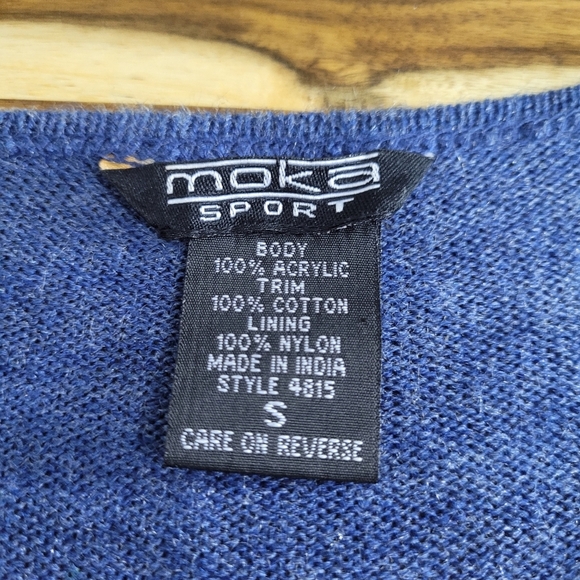 moka
SPORT
BODY
100% ACRYLIC
TRIM
100% COTTON
LINING
100% NYLON
MADE IN INDIA
STYLE 4815
S
CARE ON REVERSE